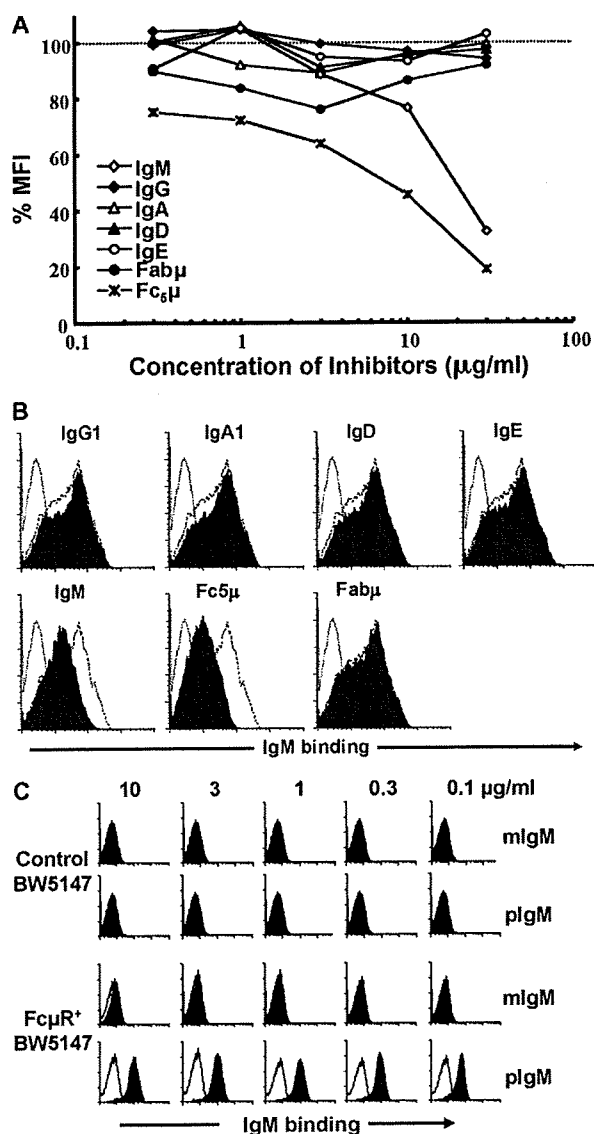 A
% MFI
100
80
60
40
20
0
IgM
IgG
IgA
IgD
IgE
Fabμ
Fc₅μ
0.1
1
10
100
Concentration of Inhibitors (μg/ml)
B
IgG1
IgA1
IgD
IgE
IgM
Fc5μ
Fabμ
IgM binding
C
10
3
1
0.3
0.1 μg/ml
Control
BW5147
mIgM
pIgM
FcμR⁺
BW5147
mIgM
pIgM
IgM binding